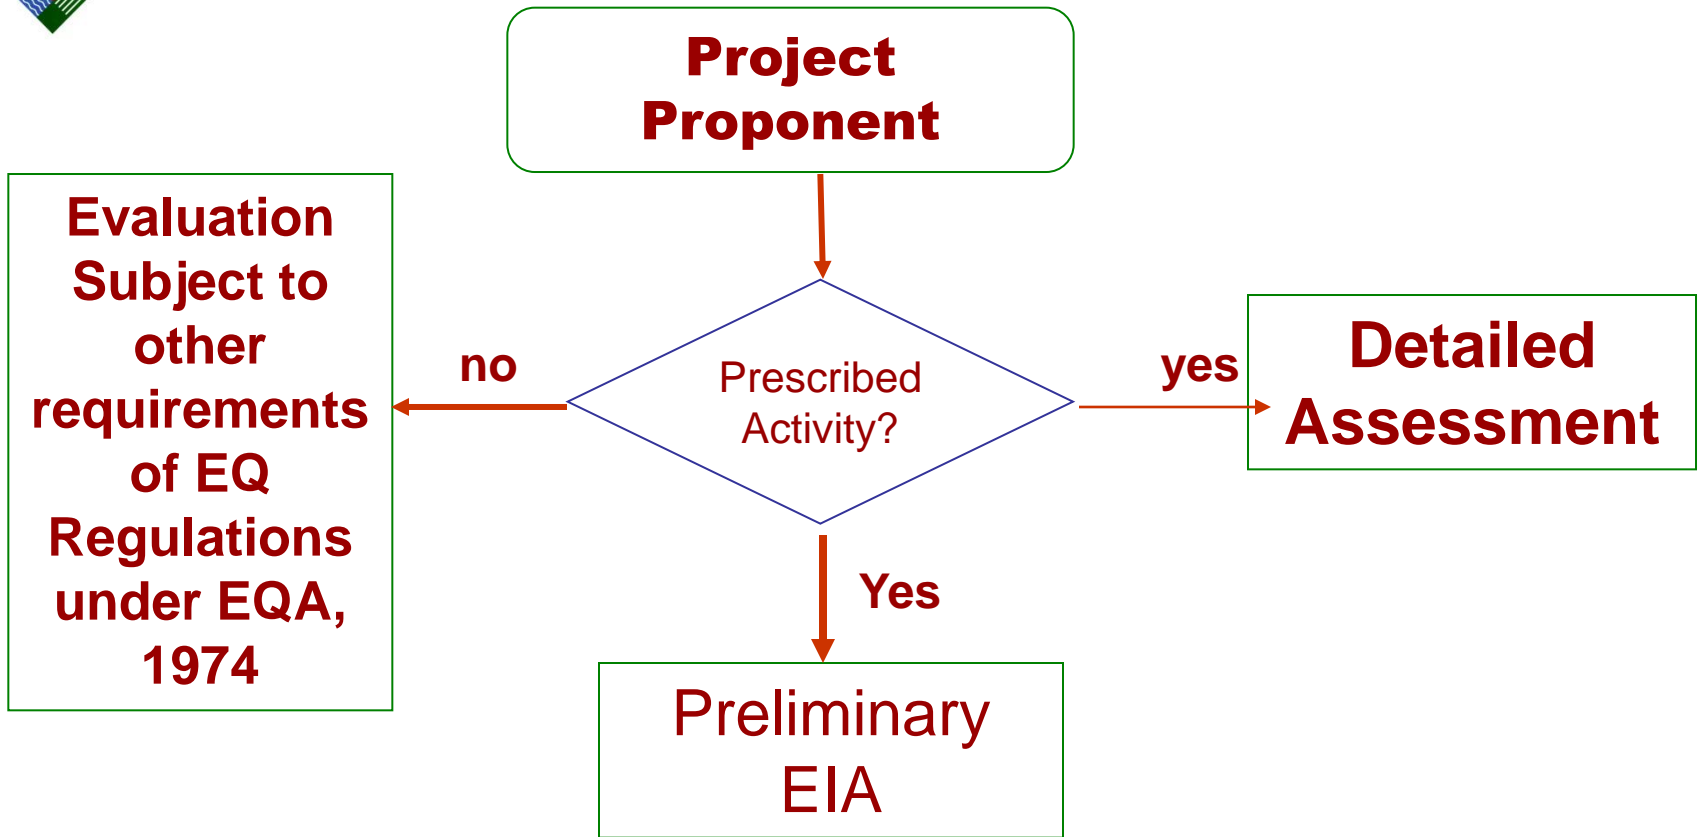 Project
Proponent
Evaluation
Subject to
other
requirements
of EQ
Regulations
under EQA,
1974
no
Prescribed
Activity?
yes
Detailed
Assessment
Yes
Preliminary
EIA